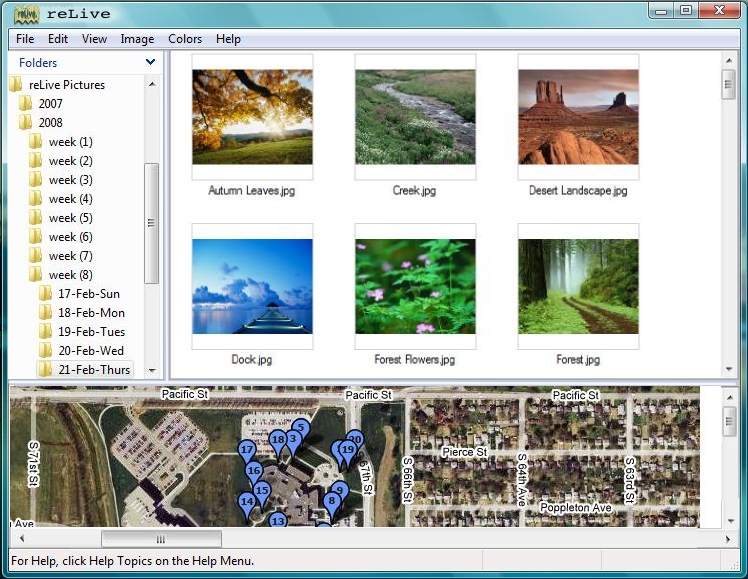 reLive
reLive
File Edit View Image Colors Help
Folders
reLive Pictures
2007
2008
week (1)
week (2)
week (3)
week (4)
week (5)
week (6)
week (7)
week (8)
17-Feb-Sun
18-Feb-Mon
19-Feb-Tues
20-Feb-Wed
21-Feb-Thurs
Autumn Leaves.jpg Creek.jpg Desert Landscape.jpg
Dock.jpg Forest Flowers.jpg Forest.jpg
Pacific St Pacific St Pacific St
S 71st St
Pierce St
67th St
S 66th St
S 64th Ave
S 63rd St
Poppleton Ave
Ave
5
18 3 20
17 19
16
15 9
14 8
13
For Help, click Help Topics on the Help Menu.